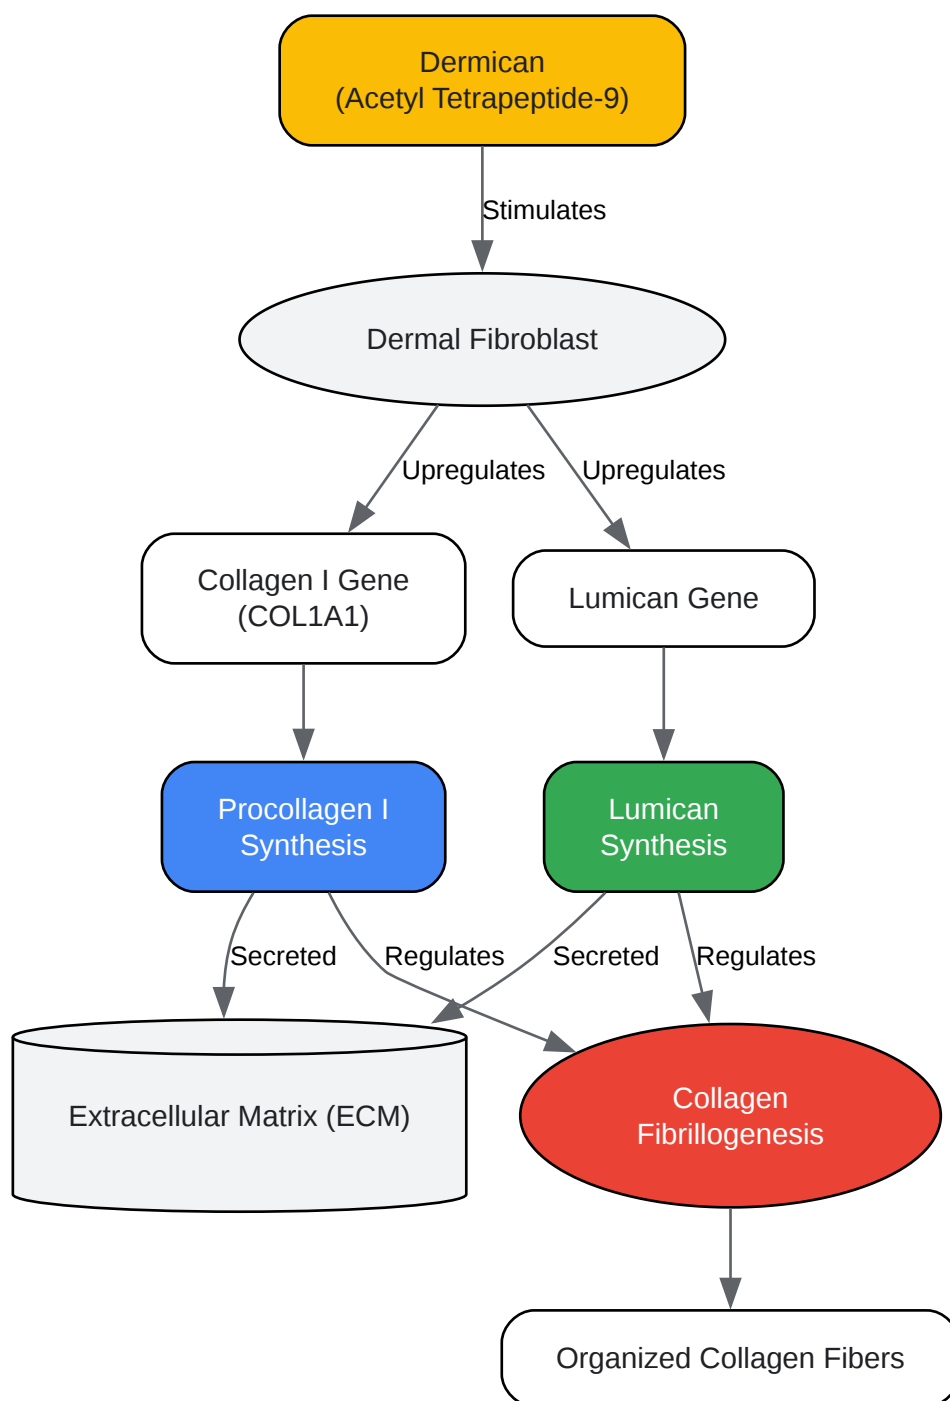 Dermican
(Acetyl Tetrapeptide-9)
Stimulates
Dermal Fibroblast
Upregulates
Upregulates
Collagen I Gene
(COL1A1)
Lumican Gene
Procollagen I
Synthesis
Lumican
Synthesis
Secreted
Regulates
Secreted
Regulates
Extracellular Matrix (ECM)
Collagen
Fibrillogenesis
Organized Collagen Fibers